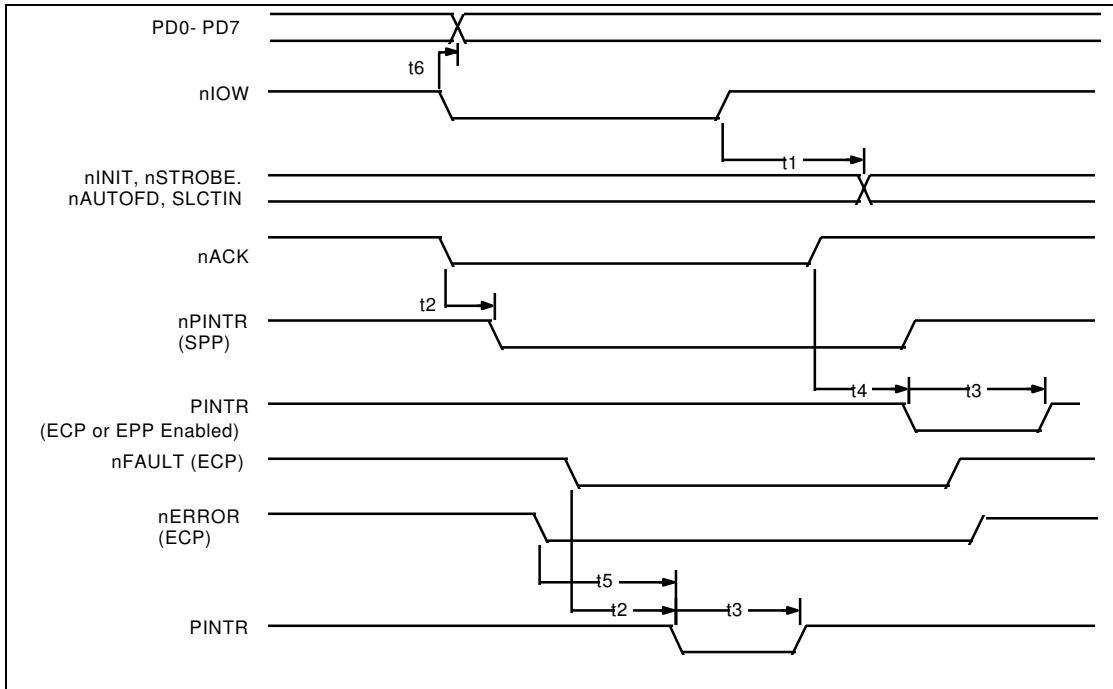 PD0- PD7
t6
nIOW
t1
nINIT, nSTROBE.
nAUTOFD, SLCTIN
nACK
t2
nPINTR
(SPP)
t4
t3
PINTR
(ECP or EPP Enabled)
nFAULT (ECP)
nERROR
(ECP)
t5
t2
t3
PINTR